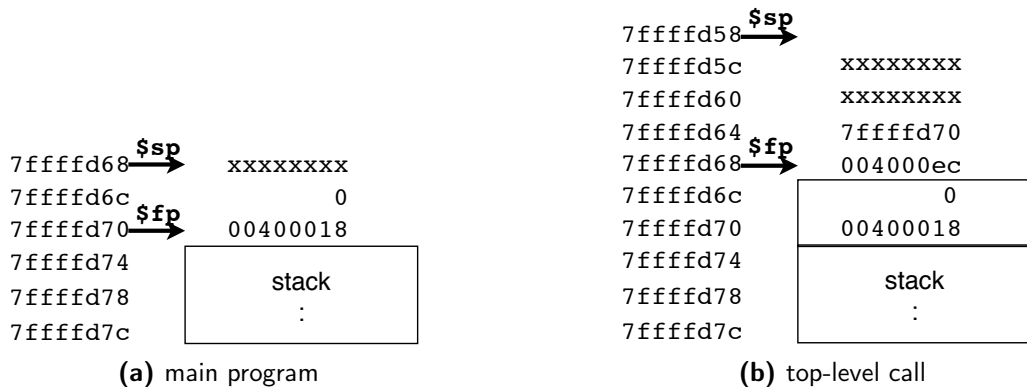 $sp
7ffffd68 xxxxxxxx
7ffffd6c 0
$fp
7ffffd70 00400018
7ffffd74
stack
7ffffd78
:
7ffffd7c
(a) main program
$sp
7ffffd58
7ffffd5c xxxxxxxx
7ffffd60 xxxxxxxx
7ffffd64 7ffffd70
$fp
7ffffd68 004000ec
7ffffd6c 0
7ffffd70 00400018
7ffffd74
stack
7ffffd78
:
7ffffd7c
(b) top-level call